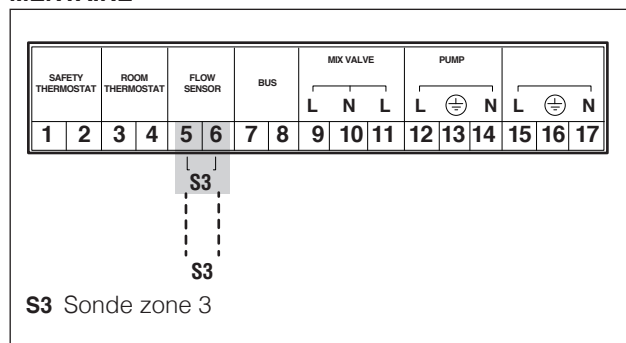 MIX VALVE PUMP
SAFETY THERMOSTAT ROOM THERMOSTAT FLOW SENSOR BUS
L N L L N L N
1 2 3 4 5 6 7 8 9 10 11 12 13 14 15 16 17
S3
S3
S3 Sonde zone 3